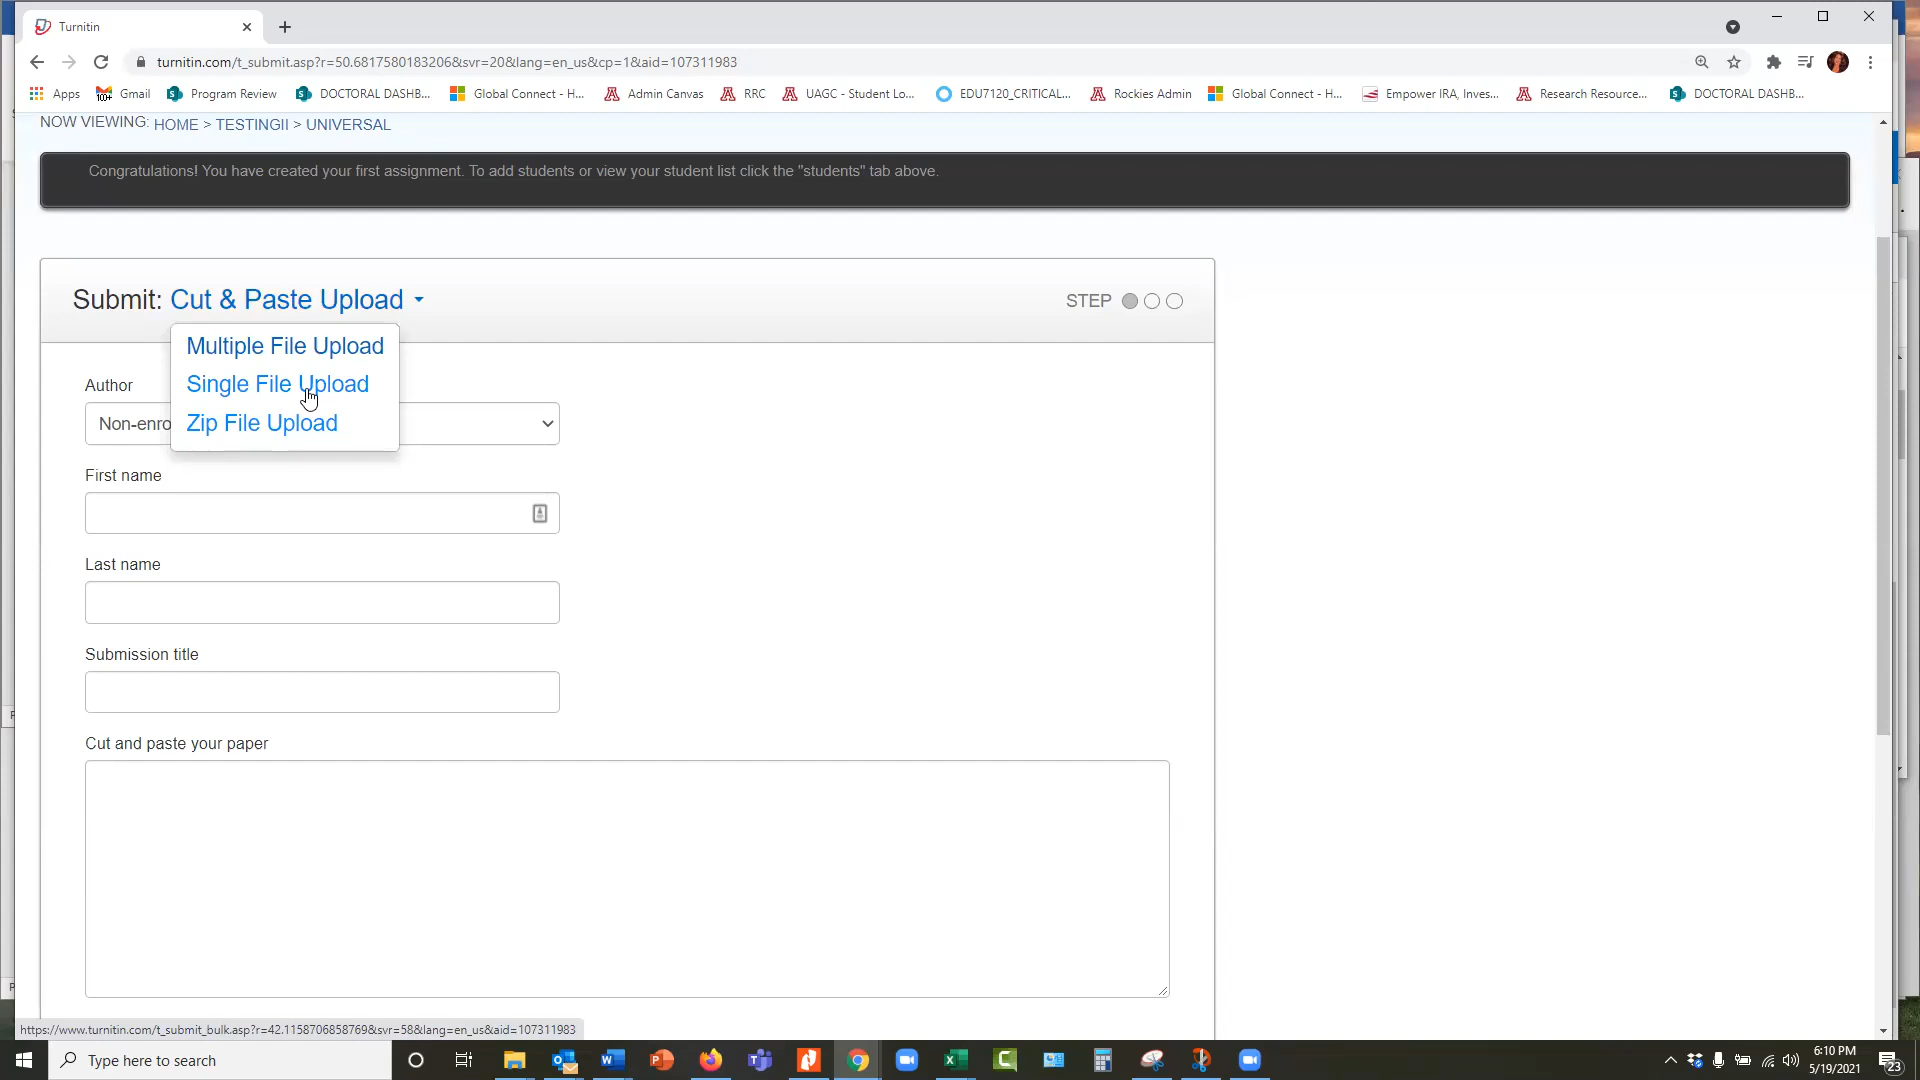 Turnitin
turnitin.com/t_submit.asp?r=50.6817580183206&svr=20&lang=en_us&cp=1&aid=107311983
Apps Gmail Program Review DOCTORAL DASHB... Global Connect - H... Admin Canvas RRC UAGC - Student Lo... EDU7120_CRITICAL... Rockies Admin Global Connect - H... Empower IRA, Inves... Research Resource... DOCTORAL DASHB...
NOW VIEWING: HOME > TESTINGII > UNIVERSAL
Congratulations! You have created your first assignment. To add students or view your student list click the "students" tab above.
Submit: Cut & Paste Upload
STEP
Multiple File Upload
Single File Upload
Zip File Upload
Author
Non-enro
First name
Last name
Submission title
Cut and paste your paper
https://www.turnitin.com/t_submit_bulk.asp?r=42.1158706858769&svr=58&lang=en_us&aid=107311983
Type here to search
6:10 PM
5/19/2021
23